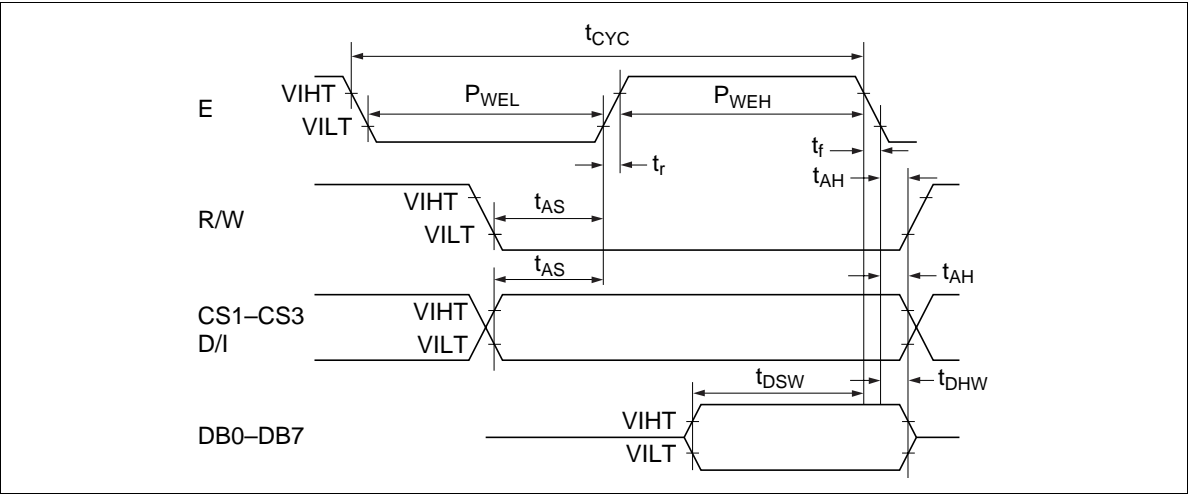 tCYC
E
VIHT
PWEL
PWEH
VILT
tr
tf
tAH
R/W
VIHT
tAS
VILT
tAS
tAH
CS1–CS3
D/I
VIHT
VILT
tDSW
tDHW
DB0–DB7
VIHT
VILT